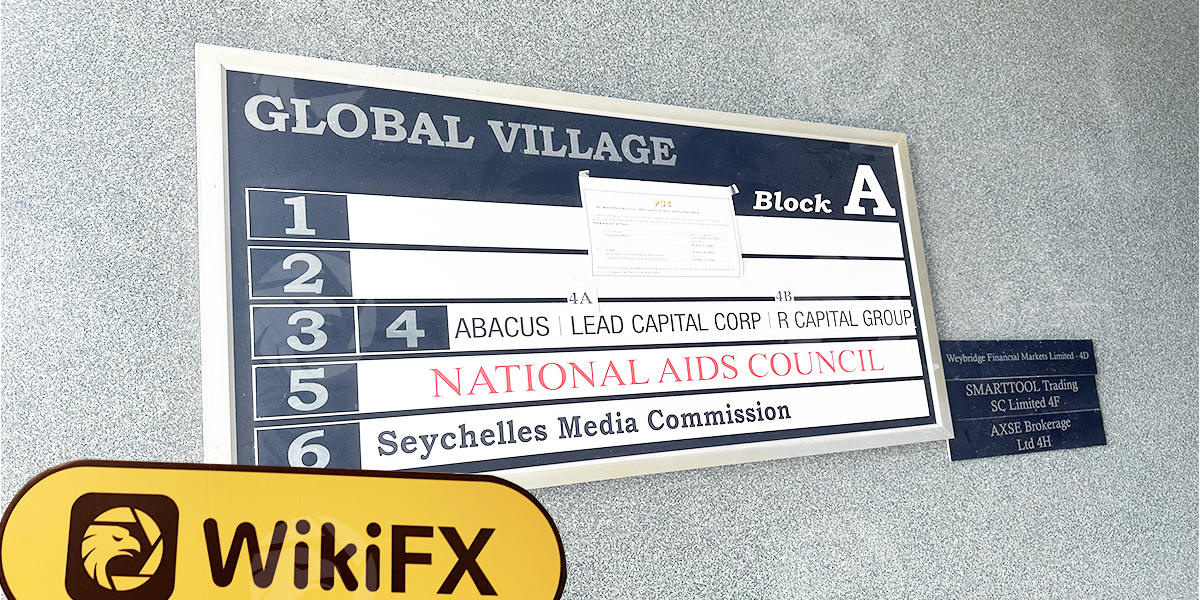 GLOBAL VILLAGE
Block A
1
2
4A 4B
3 4 ABACUS | LEAD CAPITAL CORP | R CAPITAL GROUP
5 NATIONAL AIDS COUNCIL
6 Seychelles Media Commission
Weybridge Financial Markets Limited - 4D
SMARTTOOL Trading
SC Limited 4F
AXSE Brokerage
Ltd 4H
WikiFX